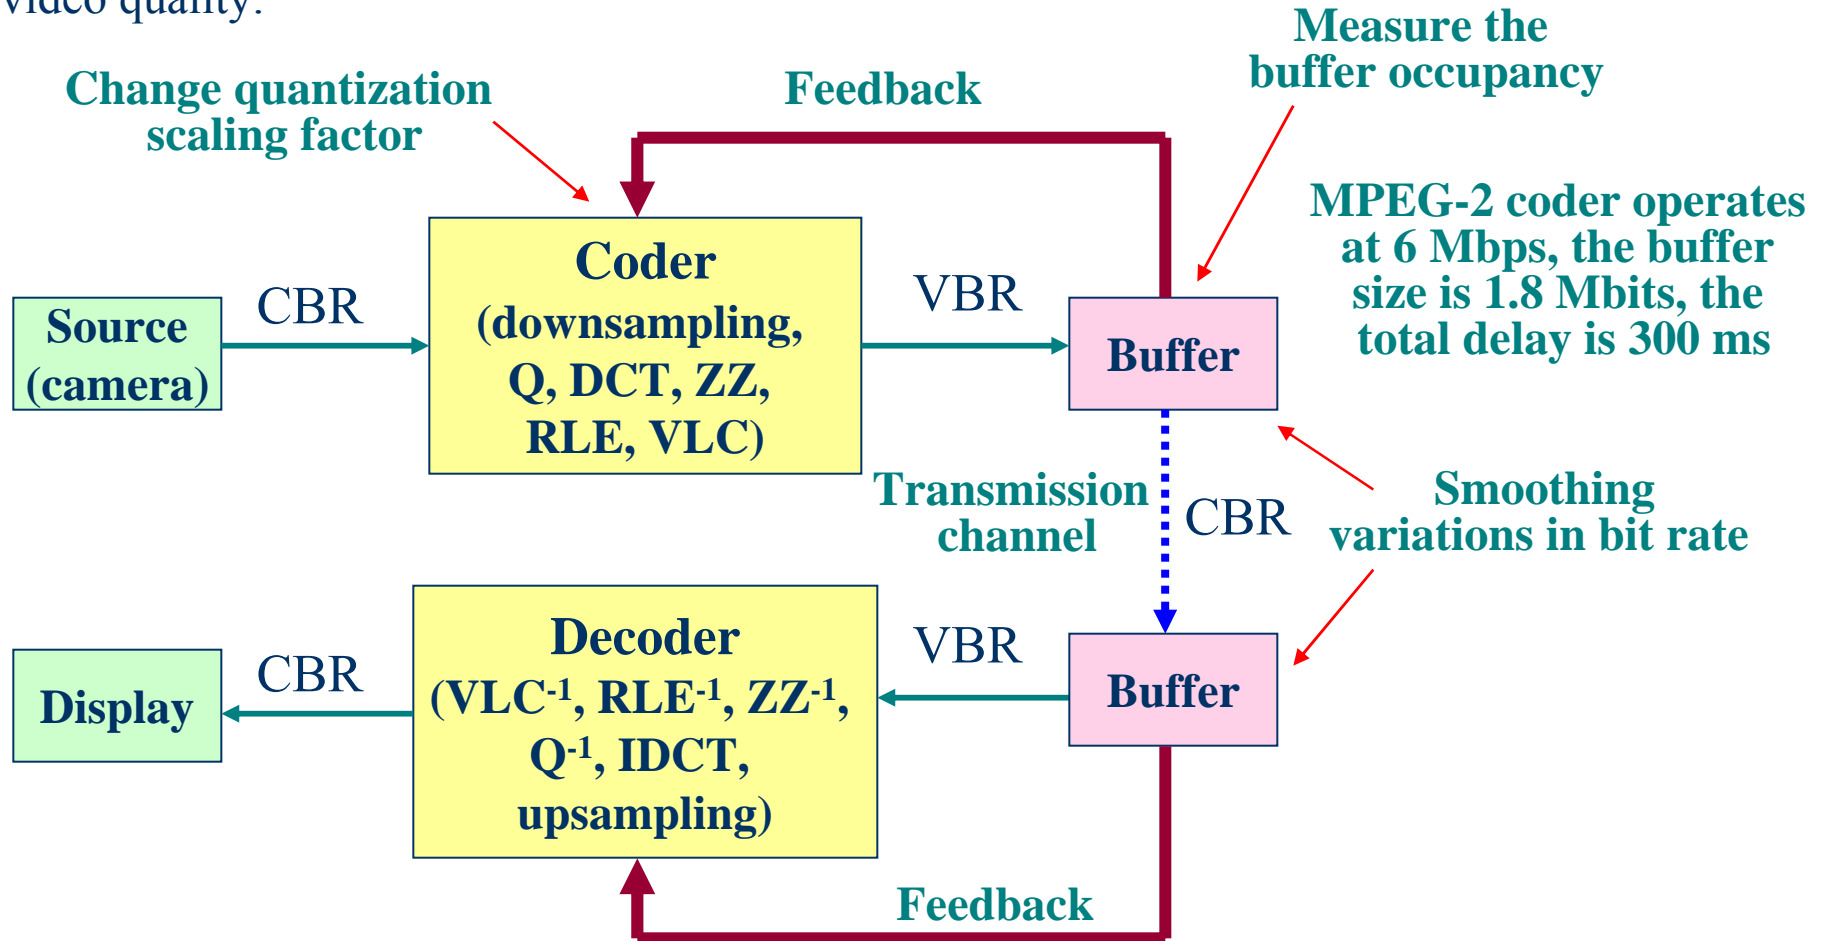 video quality.
Measure the
buffer occupancy
Change quantization
scaling factor
Feedback
MPEG-2 coder operates
at 6 Mbps, the buffer
size is 1.8 Mbits, the
total delay is 300 ms
Source
(camera)
CBR
Coder
(downsampling,
Q, DCT, ZZ,
RLE, VLC)
VBR
Buffer
Transmission
channel
CBR
Smoothing
variations in bit rate
Display
CBR
Decoder
(VLC-1, RLE-1, ZZ-1,
Q-1, IDCT,
upsampling)
VBR
Buffer
Feedback